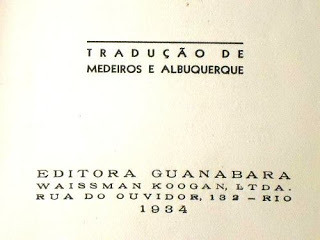 TRADUÇÃO DE
MEDEIROS E ALBUQUERQUE
EDITORA GUANABARA
WAISSMAN KOOGAN, LTDA.
RUA DO OUVIDOR, 132 – RIO
1934